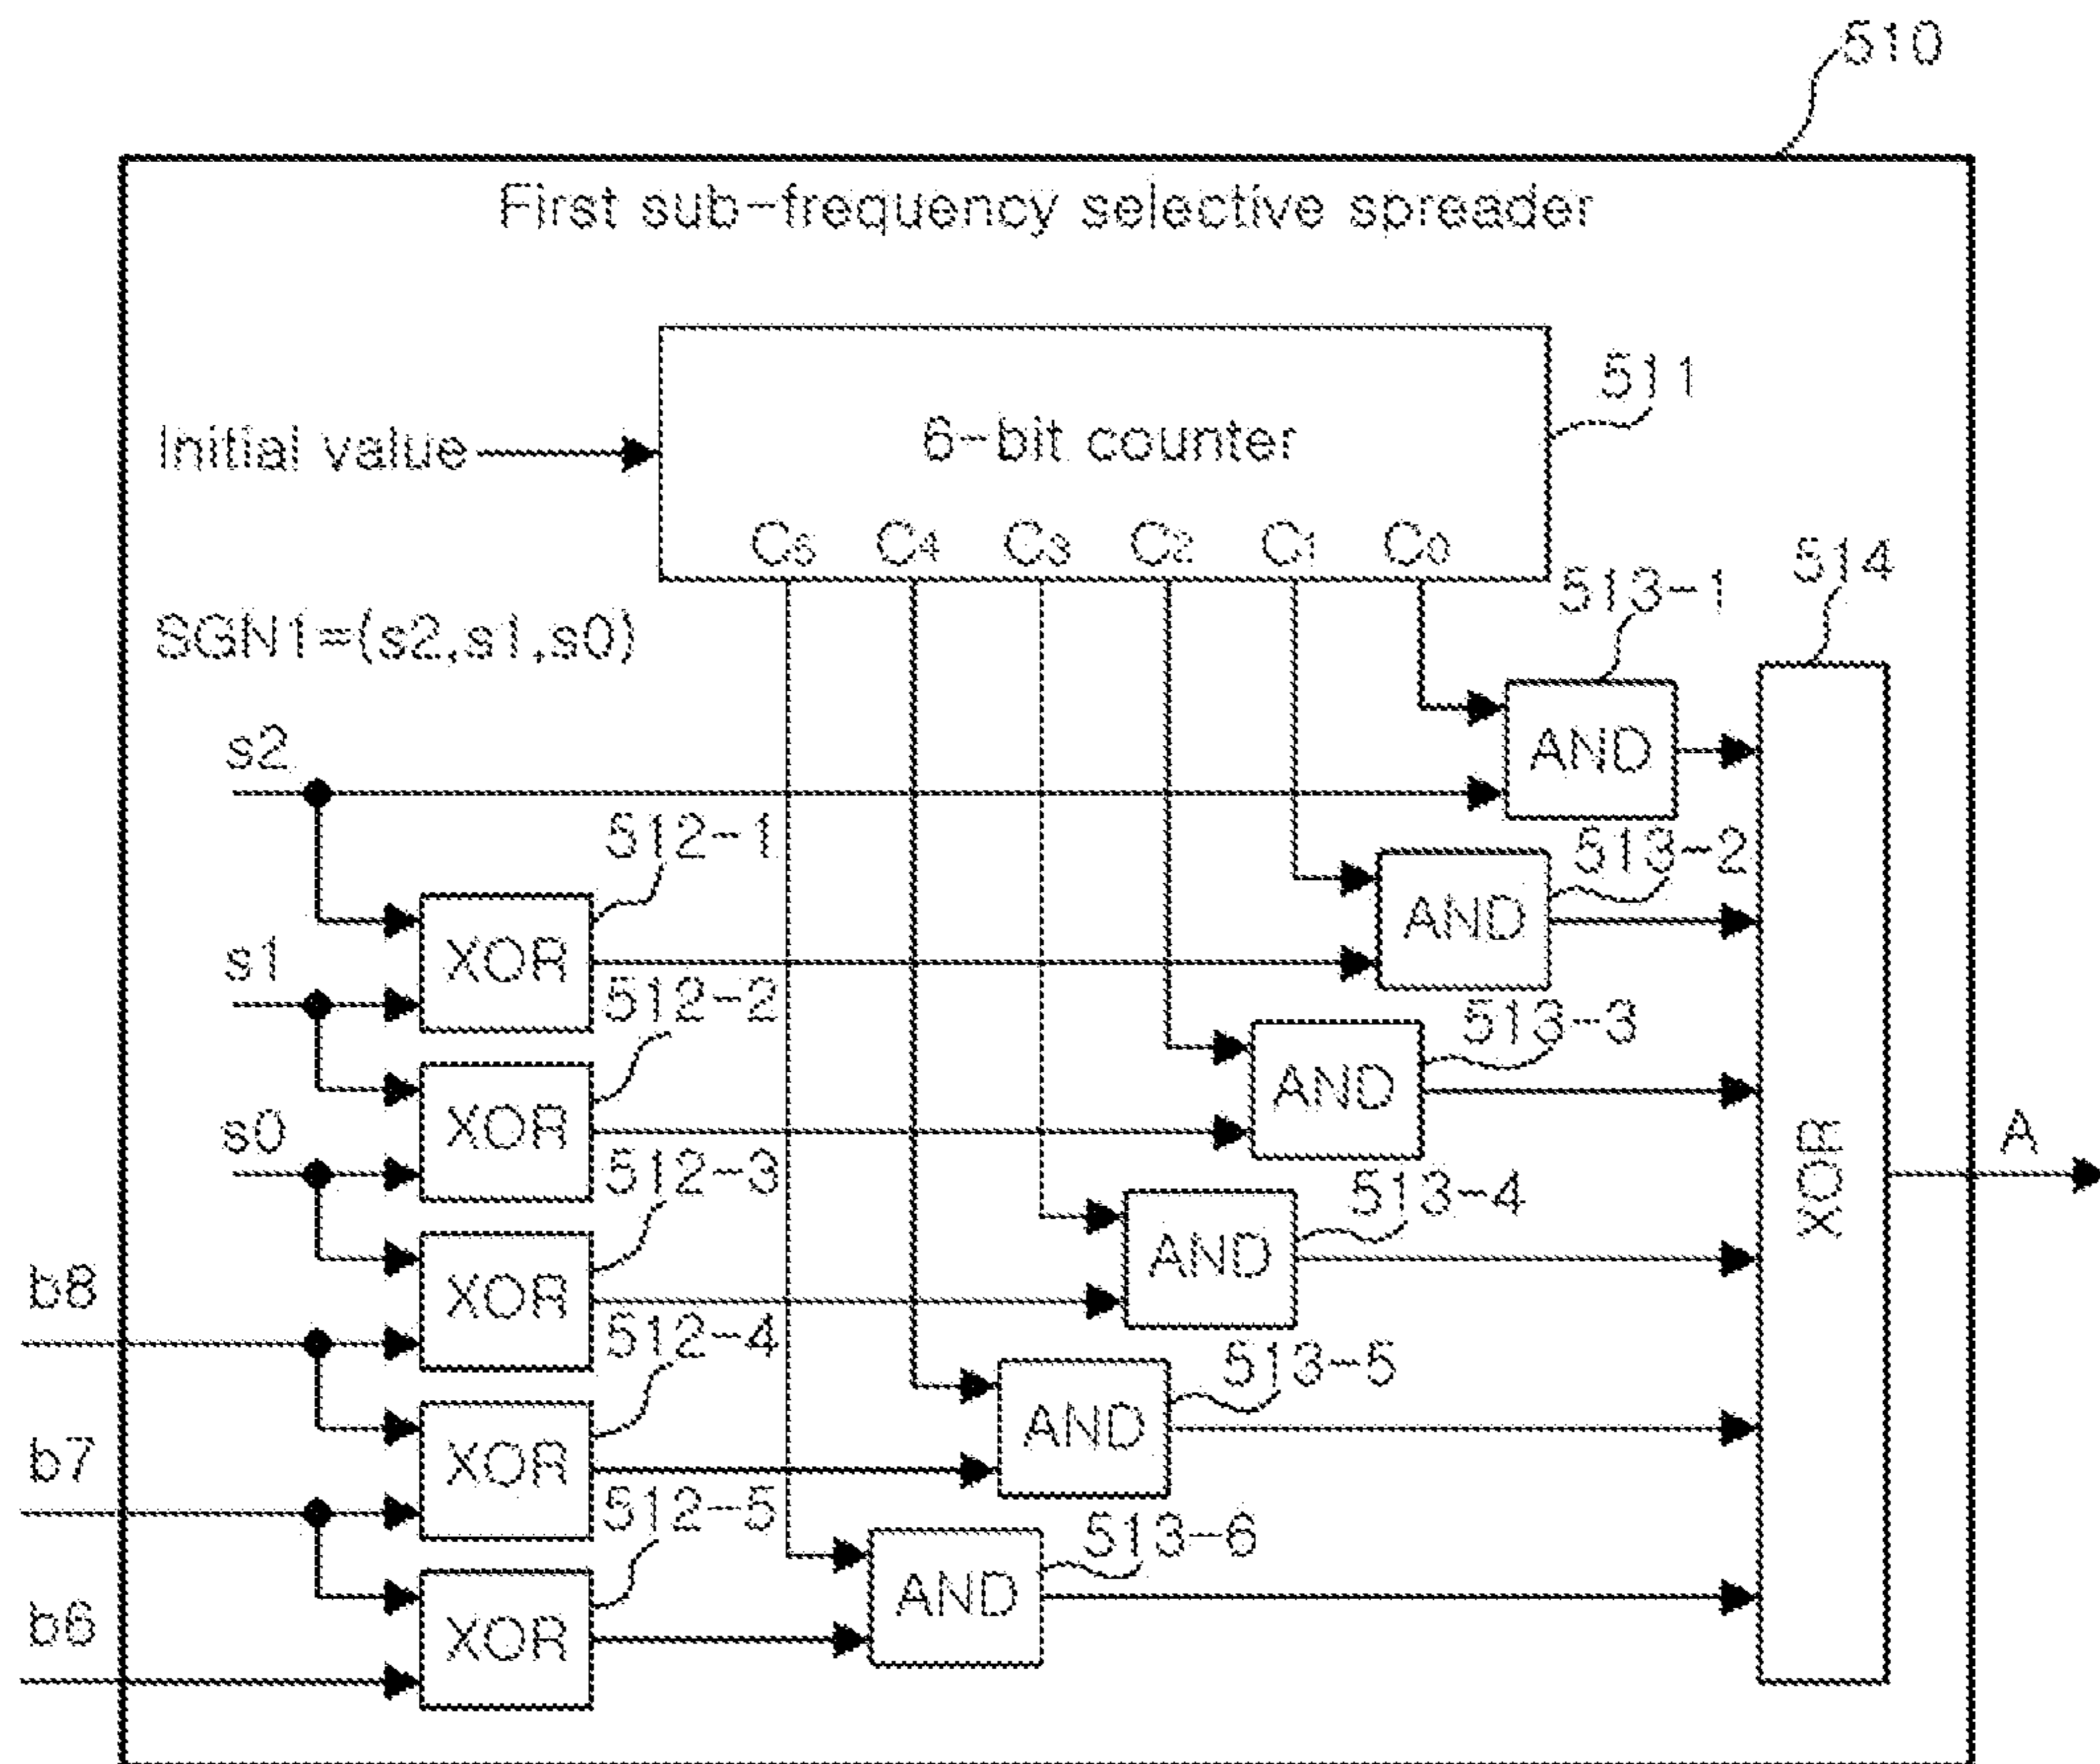 510
First sub-frequency selective spreader
511
Initial value
6-bit counter
C5 C4 C3 C2 C1 C0
514
513-1
SGN1=(s2,s1,s0)
s2
AND
512-1
513-2
s1
XOR
AND
512-2
513-3
s0
XOR
AND
XOR
A
512-3
513-4
b8
XOR
AND
512-4
513-5
b7
XOR
AND
512-5
513-6
b6
XOR
AND